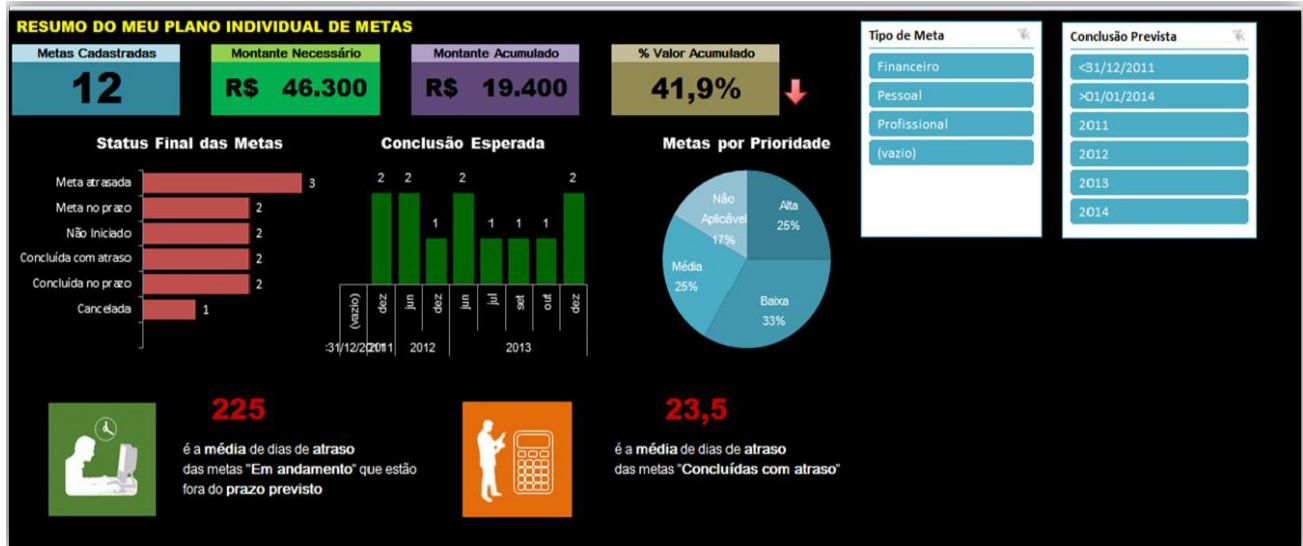 RESUMO DO MEU PLANO INDIVIDUAL DE METAS
Metas Cadastradas
12
Montante Necessário
R$ 46.300
Montante Acumulado
R$ 19.400
% Valor Acumulado
41,9%
Tipo de Meta
Financeiro
Pessoal
Profissional
(vazio)
Conclusão Prevista
<31/12/2011
>01/01/2014
2011
2012
2013
2014
Status Final das Metas
Meta atrasada 3
Meta no prazo 2
Não Iniciado 2
Concluída com atraso 2
Concluída no prazo 2
Cancelada 1
Conclusão Esperada
2 2 1 2 1 1 1 2
(vazio) dez jun dez jun jul set out dez
2011 2012 2013
Metas por Prioridade
Alta
25%
Baixa
33%
Média
25%
Não
Aplicável
17%
225
é a média de dias de atraso
das metas "Em andamento" que estão
fora do prazo previsto
23,5
é a média de dias de atraso
das metas "Concluídas com atraso"